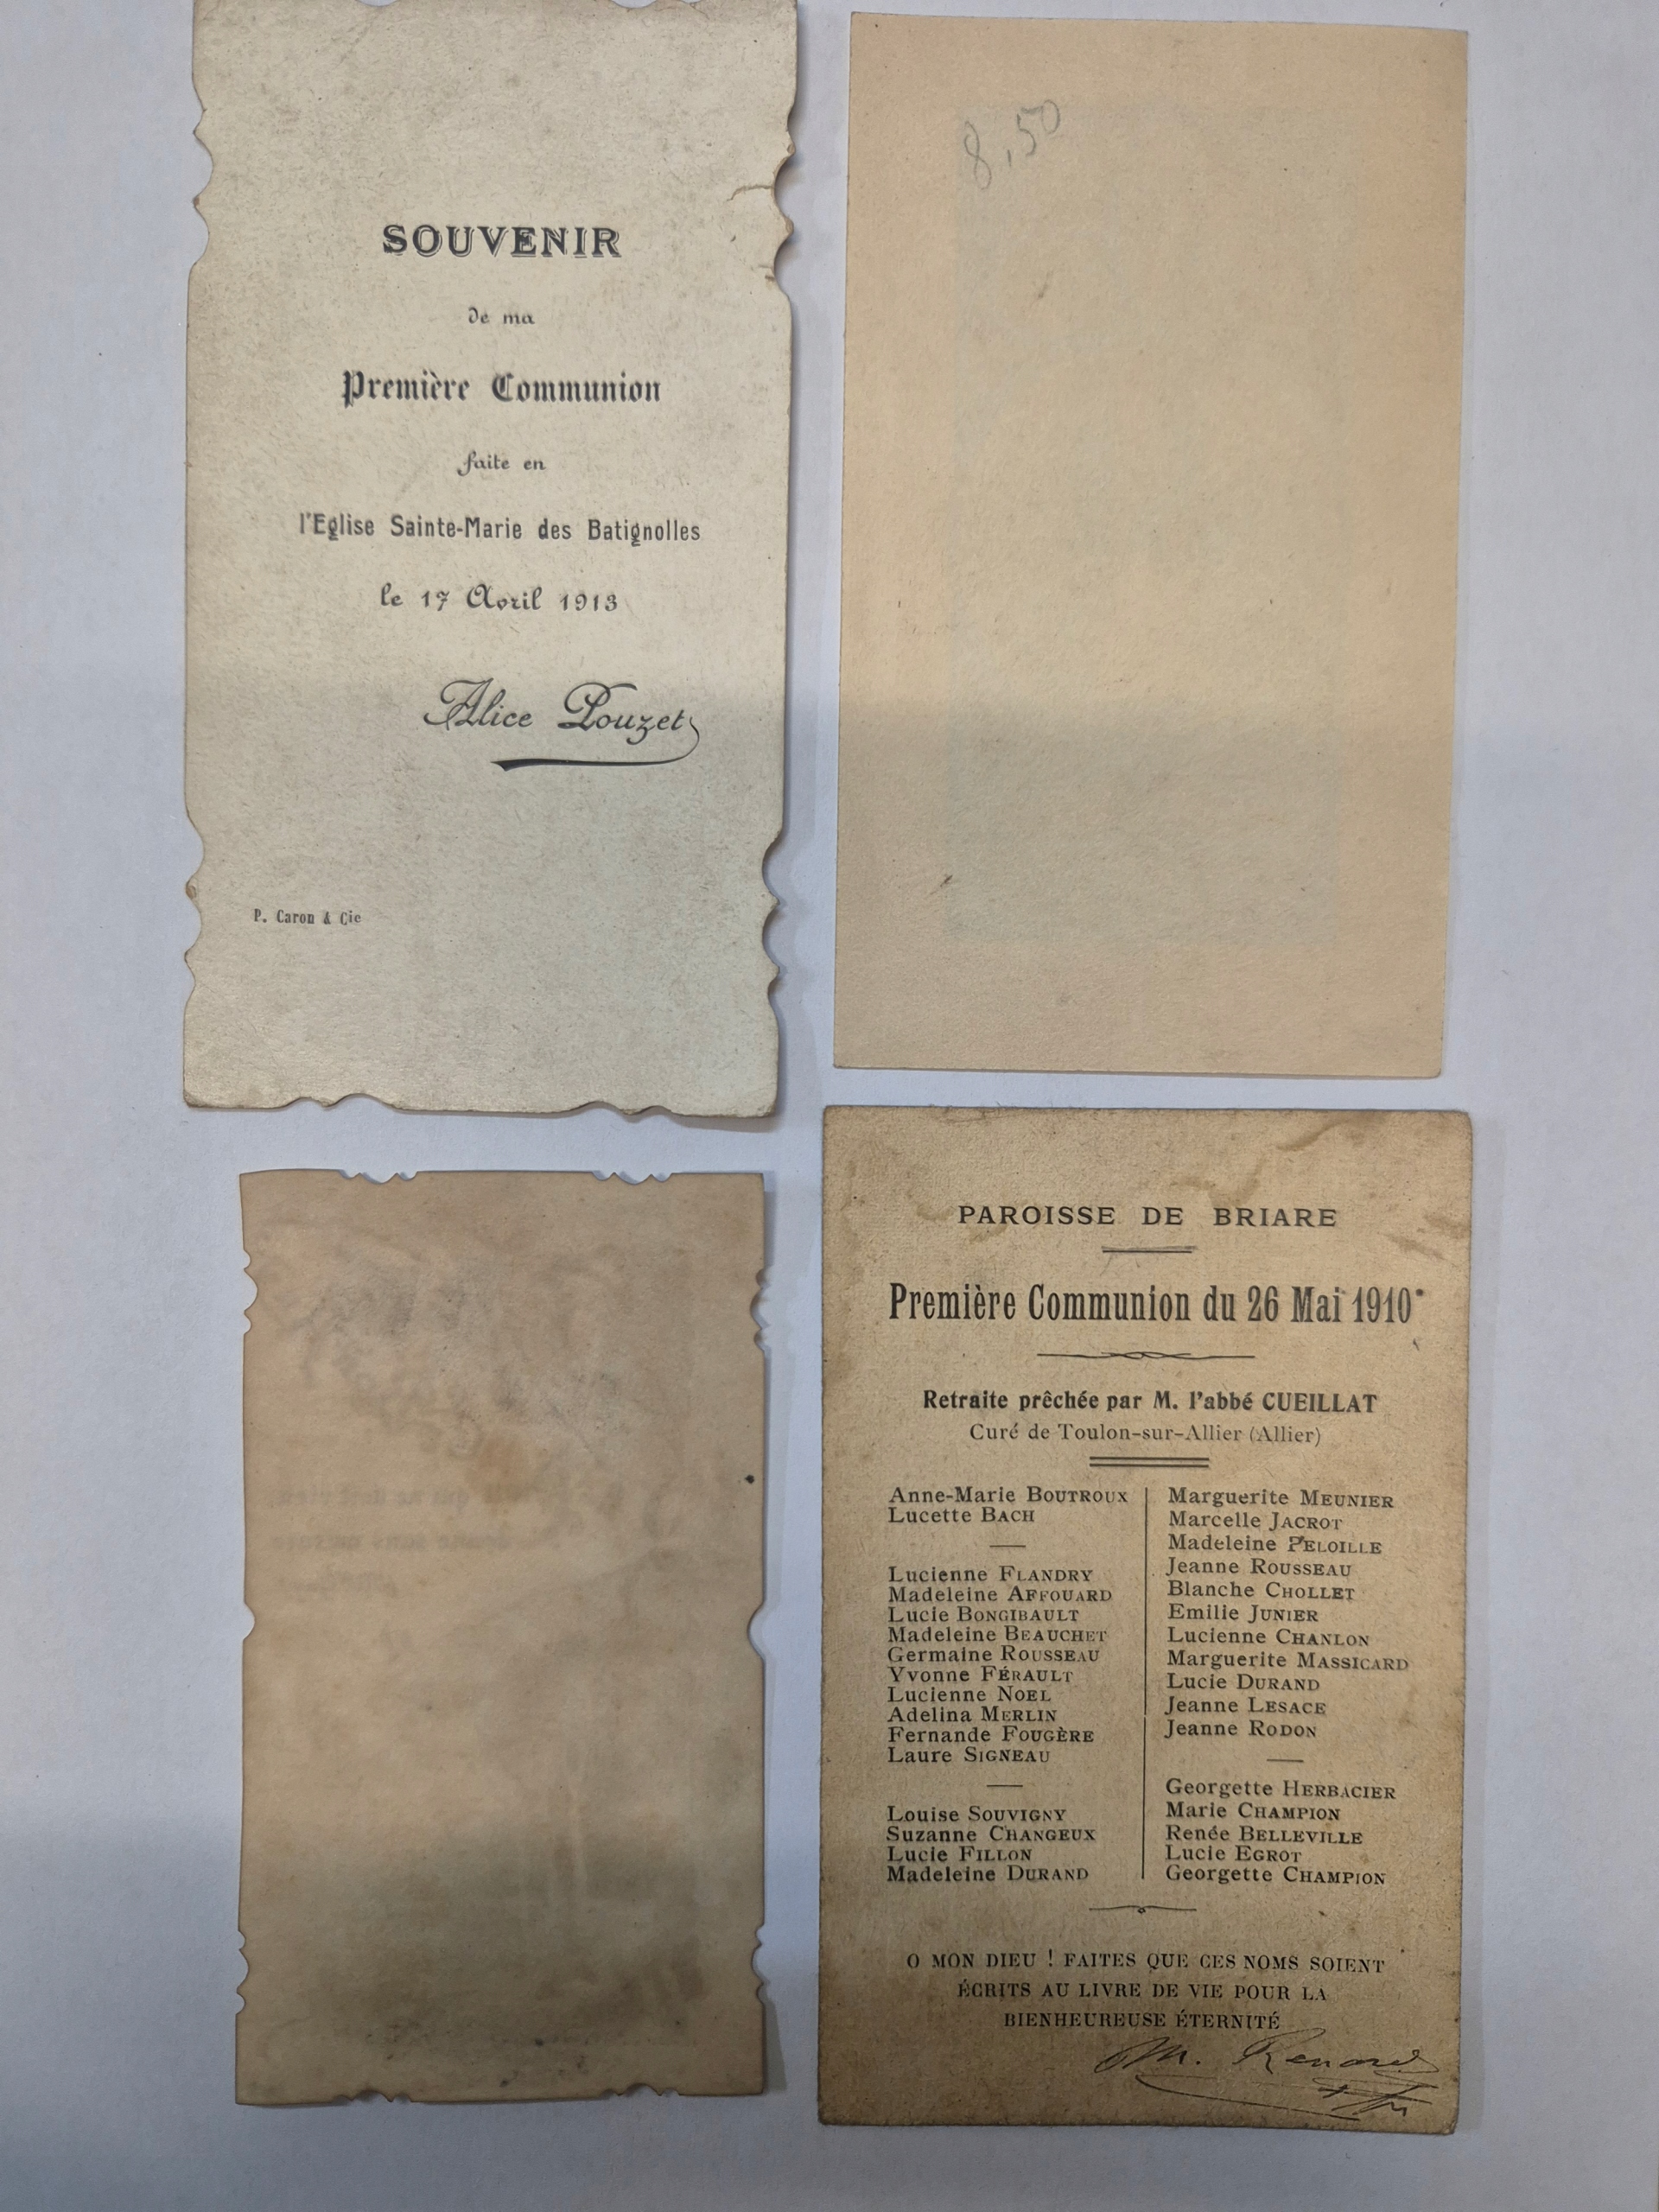 SOUVENIR
de ma
Première Communion
faite en
l'Eglise Sainte-Marie des Batignolles
le 17 Avril 1913
Alice Pouzet
P. Caron & Cie
8,50
PAROISSE DE BRIARE
Première Communion du 26 Mai 1910
Retraite prêchée par M. l'abbé CUEILLAT
Curé de Toulon-sur-Allier (Allier)
Anne-Marie BOUTROUX
Lucette BACH
Lucienne FLANDRY
Madeleine AFFOUARD
Lucie BONGIBAULT
Madeleine BEAUCHET
Germaine ROUSSEAU
Yvonne FÉRAULT
Lucienne NOEL
Adelina MERLIN
Fernande FOUGÈRE
Laure SIGNEAU
Louise SOUVIGNY
Suzanne CHANGEUX
Lucie FILLON
Madeleine DURAND
Marguerite MEUNIER
Marcelle JACROT
Madeleine PELOILLE
Jeanne ROUSSEAU
Blanche CHOLLET
Emilie JUNIER
Lucienne CHANLON
Marguerite MASSICARD
Lucie DURAND
Jeanne LESAGE
Jeanne RODON
Georgette HERBACIER
Marie CHAMPION
Renée BELLEVILLE
Lucie EGROT
Georgette CHAMPION
O MON DIEU ! FAITES QUE CES NOMS SOIENT
ÉCRITS AU LIVRE DE VIE POUR LA
BIENHEUREUSE ÉTERNITÉ
M. Renard